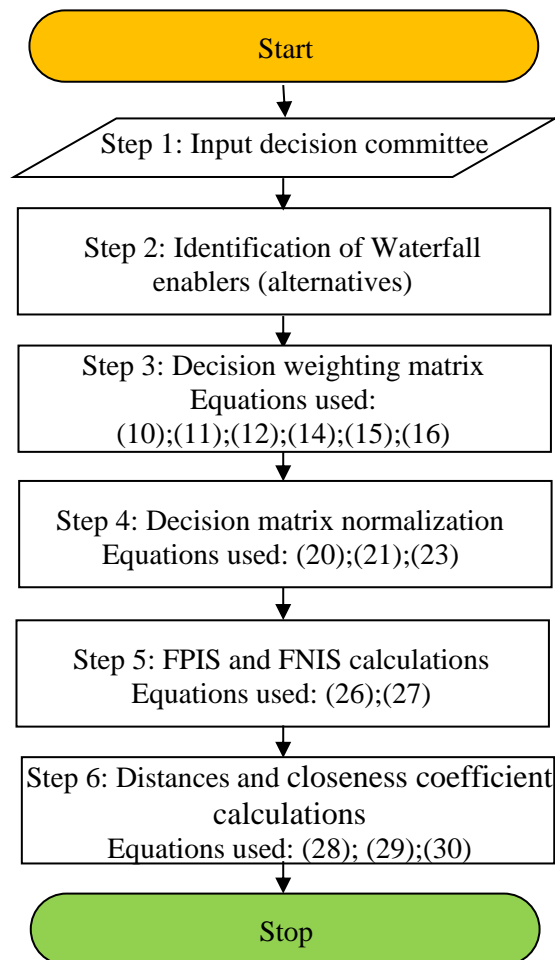 Start
Step 1: Input decision committee
Step 2: Identification of Waterfall
enablers (alternatives)
Step 3: Decision weighting matrix
Equations used:
(10);(11);(12);(14);(15);(16)
Step 4: Decision matrix normalization
Equations used: (20);(21);(23)
Step 5: FPIS and FNIS calculations
Equations used: (26);(27)
Step 6: Distances and closeness coefficient
calculations
Equations used: (28); (29);(30)
Stop